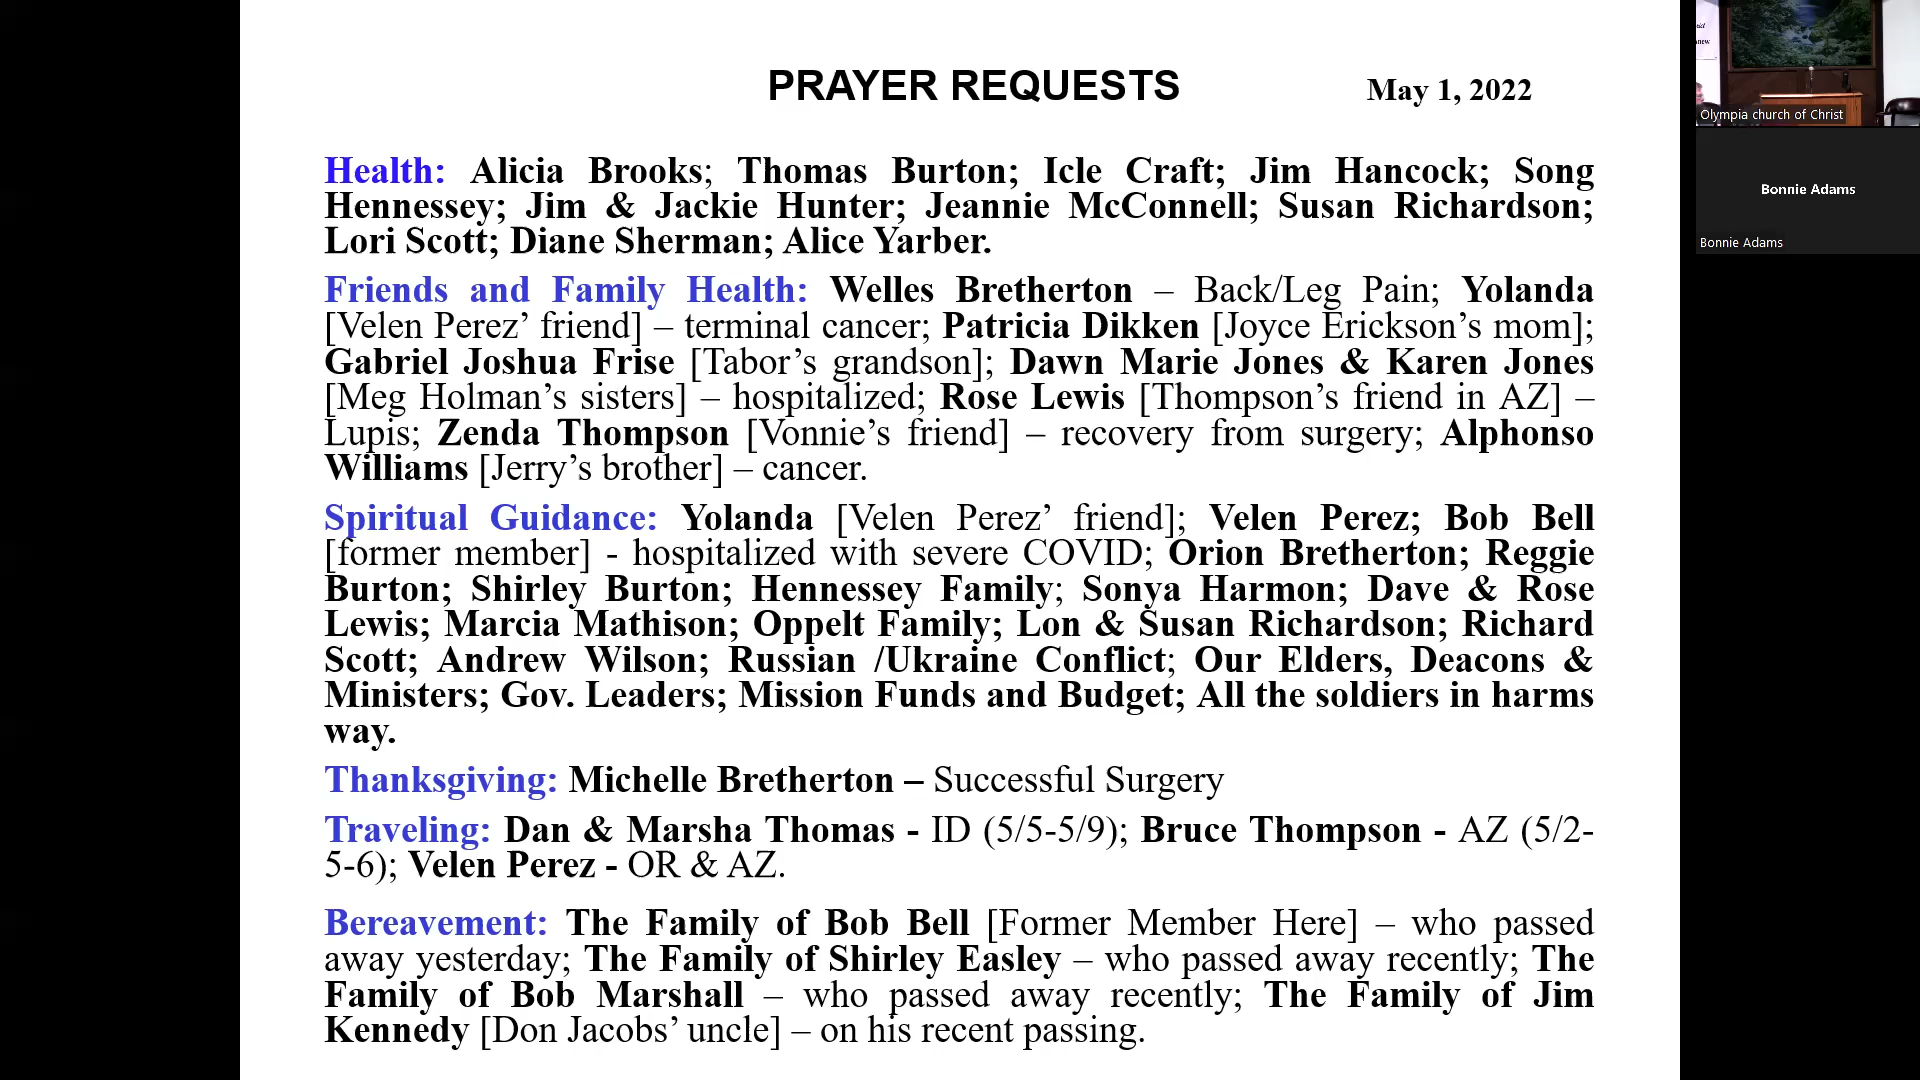 PRAYER REQUESTS May 1, 2022
Health: Alicia Brooks; Thomas Burton; Icle Craft; Jim Hancock; Song
Hennessey; Jim & Jackie Hunter; Jeannie McConnell; Susan Richardson;
Lori Scott; Diane Sherman; Alice Yarber.
Friends and Family Health: Welles Bretherton – Back/Leg Pain; Yolanda
[Velen Perez’ friend] – terminal cancer; Patricia Dikken [Joyce Erickson’s mom];
Gabriel Joshua Frise [Tabor’s grandson]; Dawn Marie Jones & Karen Jones
[Meg Holman’s sisters] – hospitalized; Rose Lewis [Thompson’s friend in AZ] –
Lupis; Zenda Thompson [Vonnie’s friend] – recovery from surgery; Alphonso
Williams [Jerry’s brother] – cancer.
Spiritual Guidance: Yolanda [Velen Perez’ friend]; Velen Perez; Bob Bell
[former member] - hospitalized with severe COVID; Orion Bretherton; Reggie
Burton; Shirley Burton; Hennessey Family; Sonya Harmon; Dave & Rose
Lewis; Marcia Mathison; Oppelt Family; Lon & Susan Richardson; Richard
Scott; Andrew Wilson; Russian /Ukraine Conflict; Our Elders, Deacons &
Ministers; Gov. Leaders; Mission Funds and Budget; All the soldiers in harms
way.
Thanksgiving: Michelle Bretherton – Successful Surgery
Traveling: Dan & Marsha Thomas - ID (5/5-5/9); Bruce Thompson - AZ (5/2-
5-6); Velen Perez - OR & AZ.
Bereavement: The Family of Bob Bell [Former Member Here] – who passed
away yesterday; The Family of Shirley Easley – who passed away recently; The
Family of Bob Marshall – who passed away recently; The Family of Jim
Kennedy [Don Jacobs’ uncle] – on his recent passing.
Olympia church of Christ
Bonnie Adams
Bonnie Adams